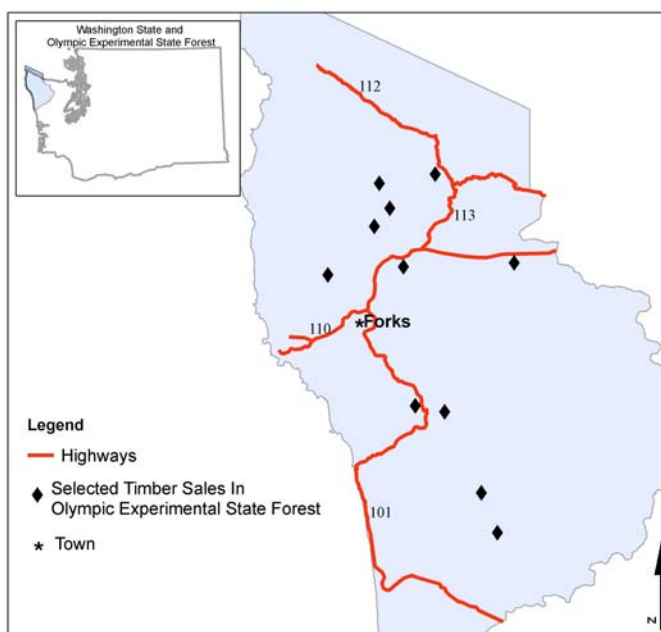 Washington State and
Olympic Experimental State Forest
112
113
110
*Forks
101
Legend
Highways
Selected Timber Sales In
Olympic Experimental State Forest
* Town
N